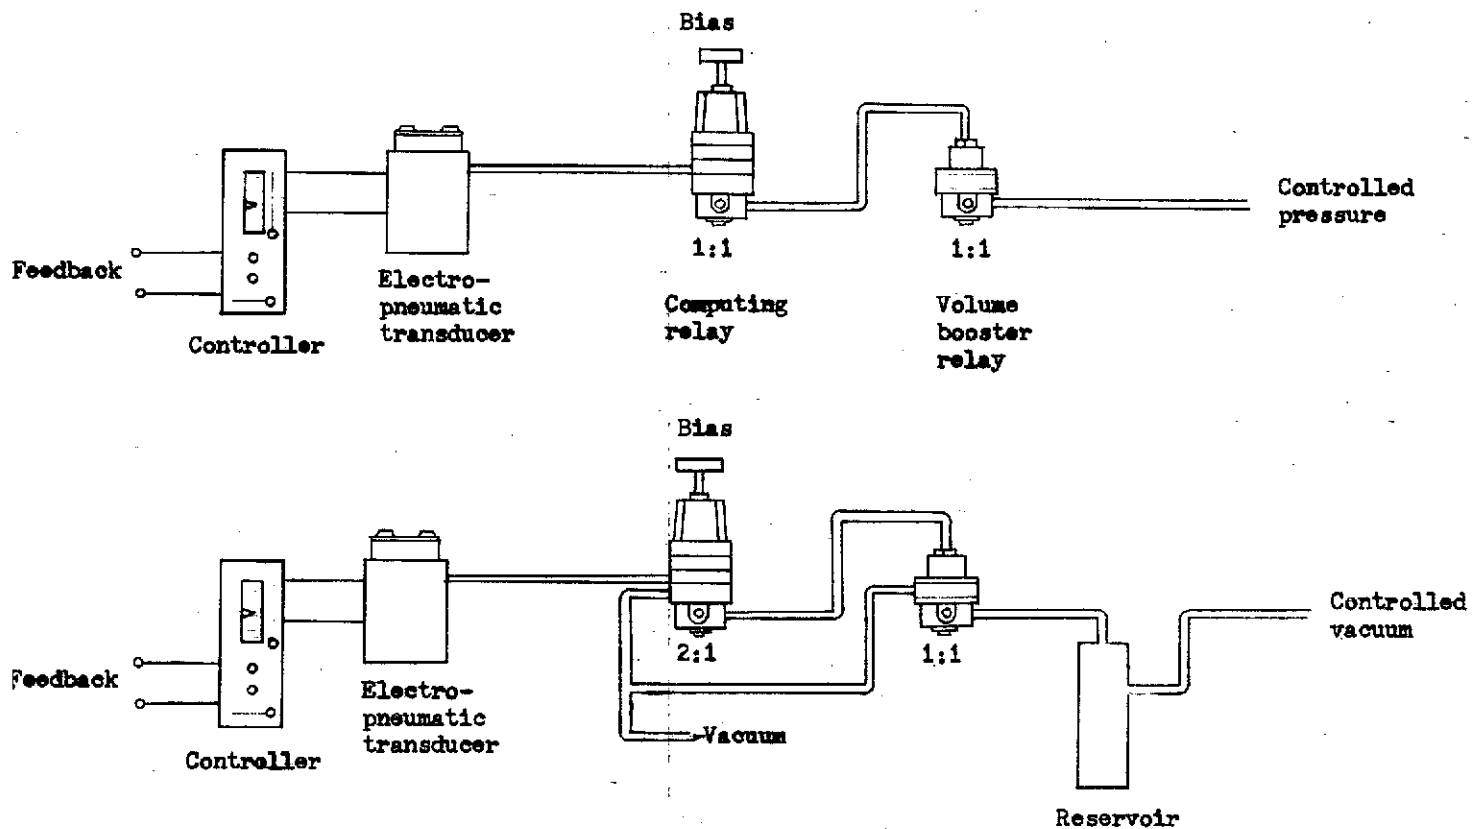 Bias
Controlled
pressure
1:1
1:1
Feedback
Electro-
pneumatic
transducer
Computing
relay
Volume
booster
relay
Controller
Bias
Controlled
vacuum
2:1
1:1
Feedback
Electro-
pneumatic
transducer
Vacuum
Controller
Reservoir